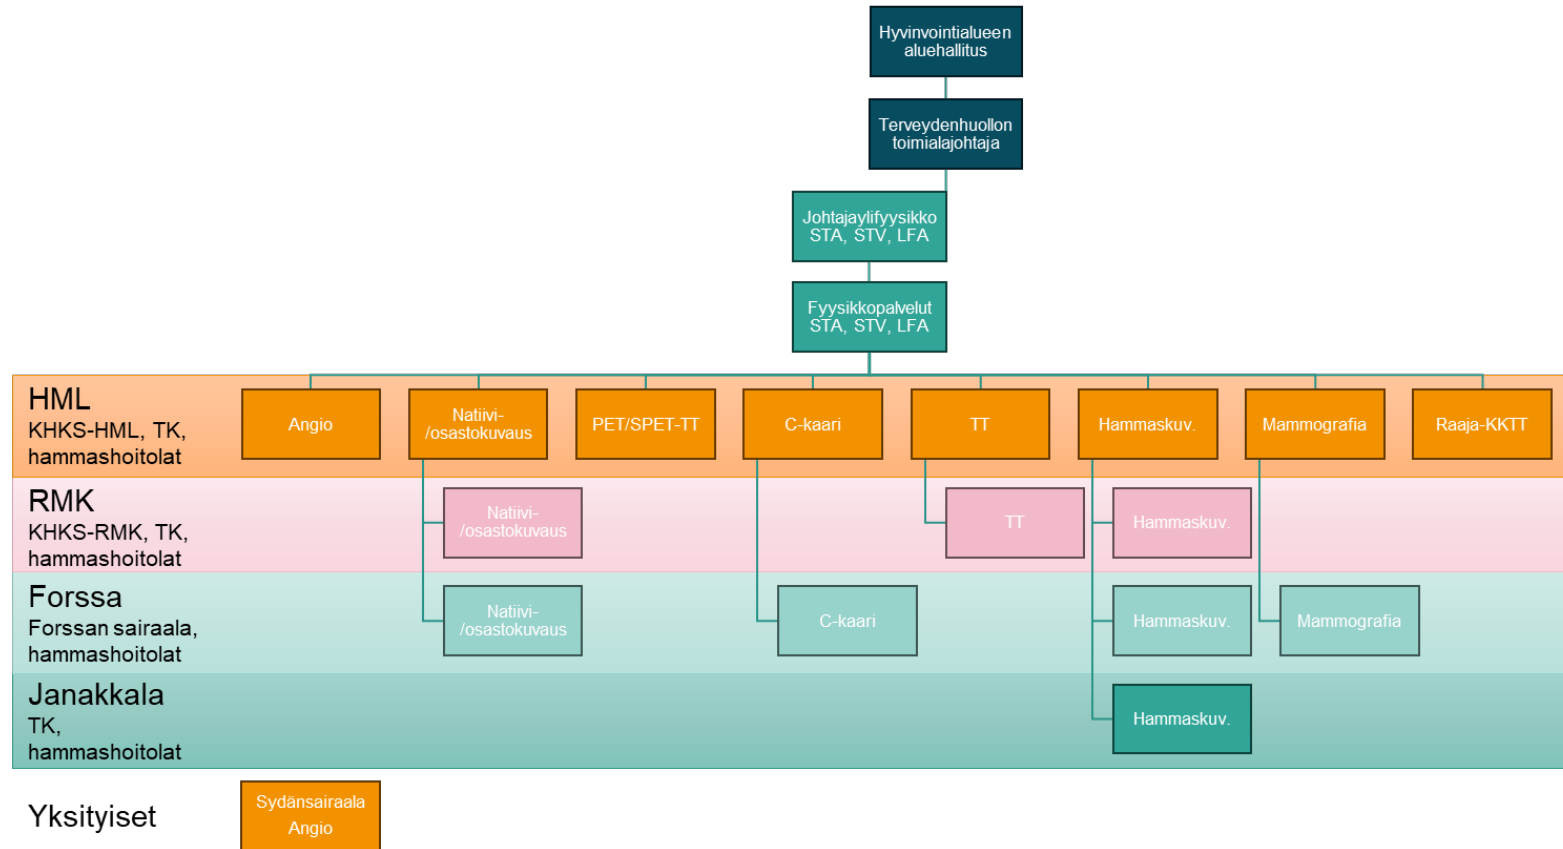 Hyvinvointialueen
aluehallitus
Terveydenhuollon
toimialajohtaja
Johtajaylifyysikko
STA, STV, LFA
Fyysikkopalvelut
STA, STV, LFA
HML
KHKS-HML, TK,
hammashoitolat
Angio
Natiivi-
/osastokuvaus
PET/SPET-TT
C-kaari
TT
Hammaskuv.
Mammografia
Raaja-KKTT
RMK
KHKS-RMK, TK,
hammashoitolat
Natiivi-
/osastokuvaus
TT
Hammaskuv.
Forssa
Forssan sairaala,
hammashoitolat
Natiivi-
/osastokuvaus
C-kaari
Hammaskuv.
Mammografia
Janakkala
TK,
hammashoitolat
Hammaskuv.
Yksityiset
Sydänsairaala
Angio